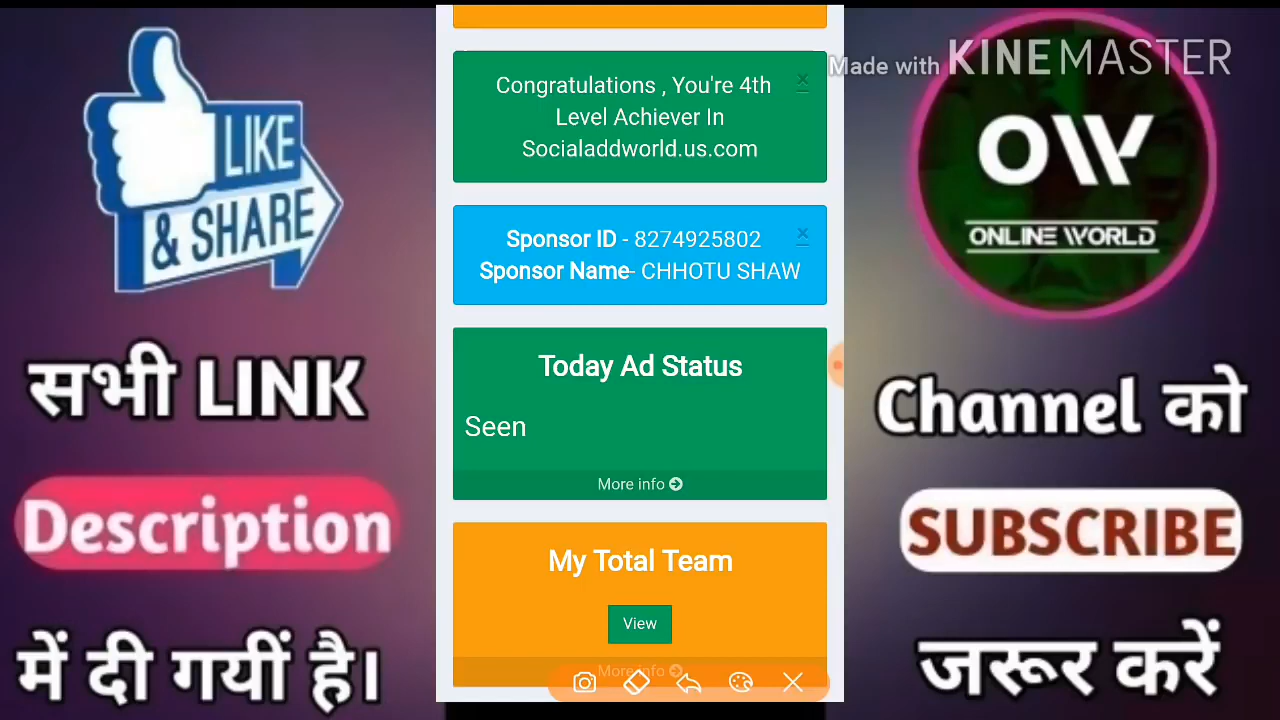 LIKE
& SHARE
सभी LINK
Description
में दी गयीं है।
Congratulations , You're 4th
Level Achiever In
Socialaddworld.us.com
Sponsor ID - 8274925802
Sponsor Name- CHHOTU SHAW
Today Ad Status
Seen
More info
My Total Team
View
More info
Made with KINEMASTER
OW
ONLINE WORLD
Channel को
SUBSCRIBE
जरूर करें